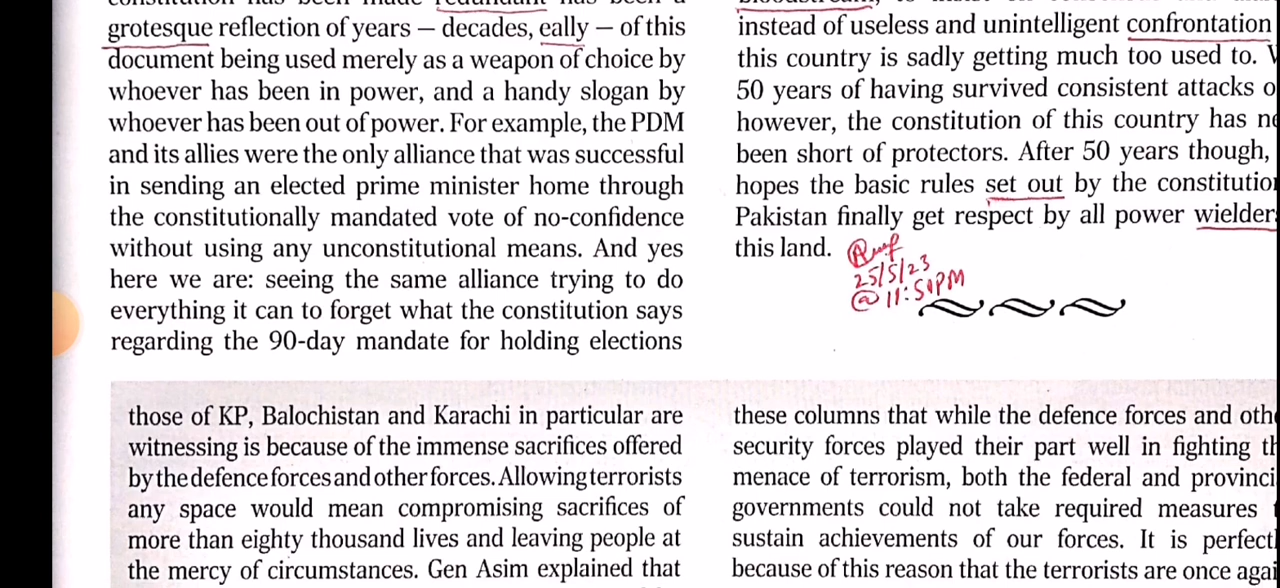 grotesque reflection of years — decades, eally — of this
document being used merely as a weapon of choice by
whoever has been in power, and a handy slogan by
whoever has been out of power. For example, the PDM
and its allies were the only alliance that was successful
in sending an elected prime minister home through
the constitutionally mandated vote of no-confidence
without using any unconstitutional means. And yes
here we are: seeing the same alliance trying to do
everything it can to forget what the constitution says
regarding the 90-day mandate for holding elections
instead of useless and unintelligent confrontation
this country is sadly getting much too used to.
50 years of having survived consistent attacks
however, the constitution of this country has
been short of protectors. After 50 years though,
hopes the basic rules set out by the
Pakistan finally get respect by all power
this land.
25/5/23
@ 11:50PM
those of KP, Balochistan and Karachi in particular are
witnessing is because of the immense sacrifices offered
by the defence forces and other forces. Allowing terrorists
any space would mean compromising sacrifices of
more than eighty thousand lives and leaving people at
the mercy of circumstances. Gen Asim explained that
these columns that while the defence forces and
security forces played their part well in fighting
menace of terrorism, both the federal and
governments could not take required measures
sustain achievements of our forces. It is
because of this reason that the terrorists are once